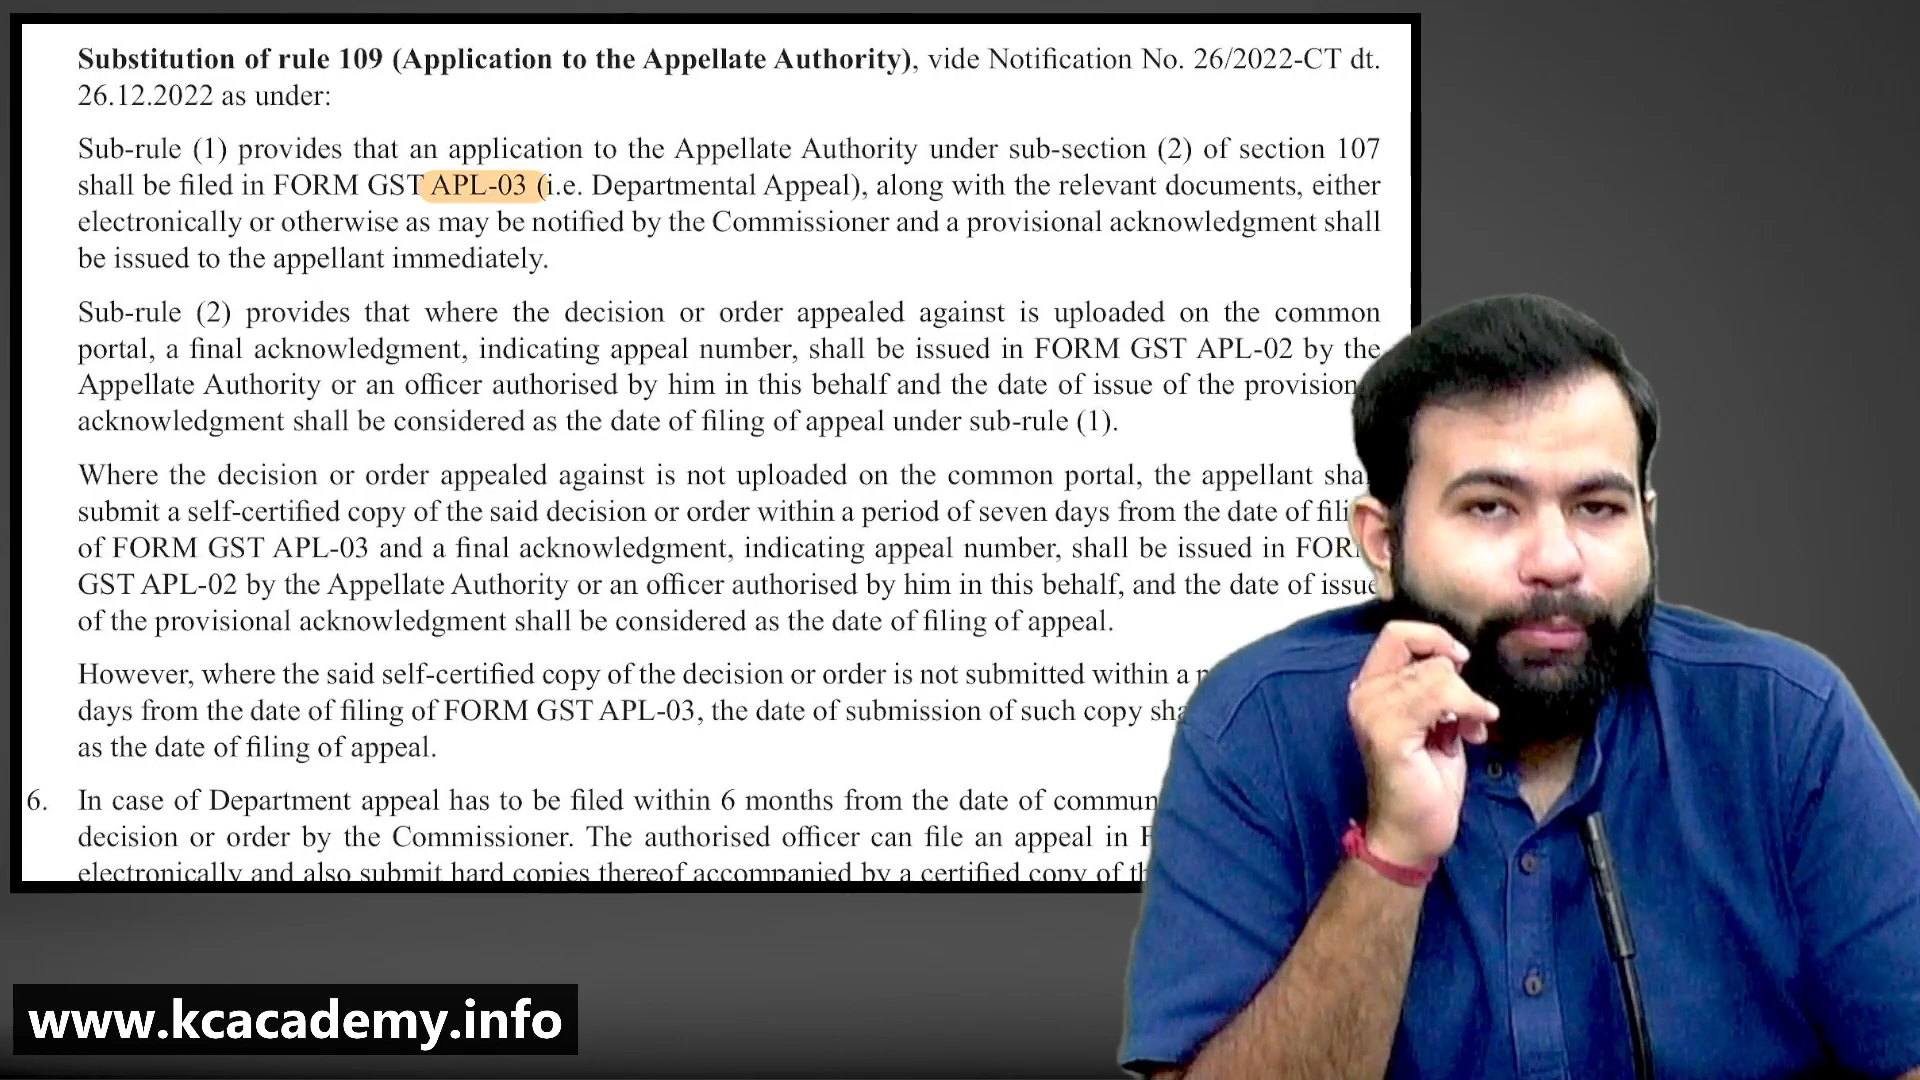 Substitution of rule 109 (Application to the Appellate Authority), vide Notification No. 26/2022-CT dt.
26.12.2022 as under:
Sub-rule (1) provides that an application to the Appellate Authority under sub-section (2) of section 107
shall be filed in FORM GST APL-03 (i.e. Departmental Appeal), along with the relevant documents, either
electronically or otherwise as may be notified by the Commissioner and a provisional acknowledgment shall
be issued to the appellant immediately.
Sub-rule (2) provides that where the decision or order appealed against is uploaded on the common
portal, a final acknowledgment, indicating appeal number, shall be issued in FORM GST APL-02 by the
Appellate Authority or an officer authorised by him in this behalf and the date of issue of the
acknowledgment shall be considered as the date of filing of appeal under sub-rule (1).
Where the decision or order appealed against is not uploaded on the common portal, the appellant
submit a self-certified copy of the said decision or order within a period of seven days from the date of
of FORM GST APL-03 and a final acknowledgment, indicating appeal number, shall be issued in
GST APL-02 by the Appellate Authority or an officer authorised by him in this behalf, and the date of issue
of the provisional acknowledgment shall be considered as the date of filing of appeal.
However, where the said self-certified copy of the decision or order is not submitted within a
days from the date of filing of FORM GST APL-03, the date of submission of such copy
as the date of filing of appeal.
6. In case of Department appeal has to be filed within 6 months from the date of
decision or order by the Commissioner. The authorised officer can file an appeal in
electronically and also submit hard copies thereof accompanied by a certified copy of
www.kcacademy.info